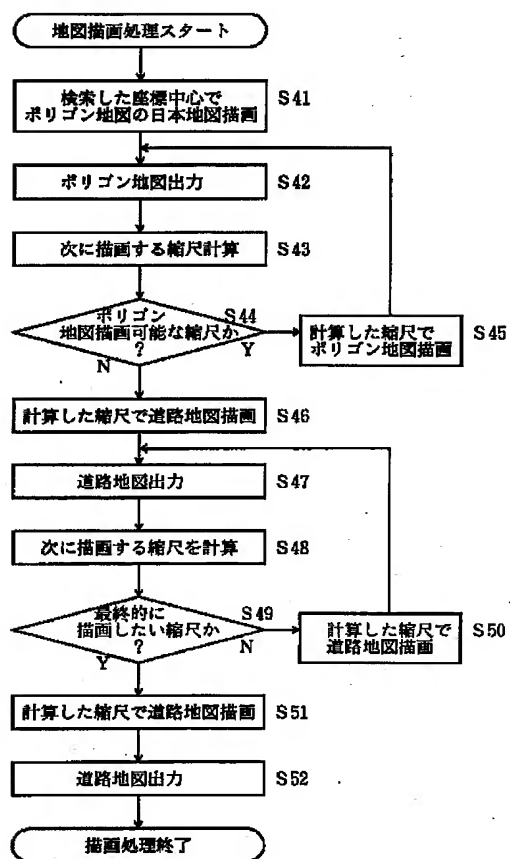 地図描画処理スタート
検索した座標中心で
ポリゴン地図の日本地図描画
S41
ポリゴン地図出力
S42
次に描画する縮尺計算
S43
ポリゴン
地図描画可能な縮尺か
?
S44
Y
N
計算した縮尺で
ポリゴン地図描画
S45
計算した縮尺で道路地図描画
S46
道路地図出力
S47
次に描画する縮尺を計算
S48
最終的に
描画したい縮尺か
?
S49
N
Y
計算した縮尺で
道路地図描画
S50
計算した縮尺で道路地図描画
S51
道路地図出力
S52
描画処理終了